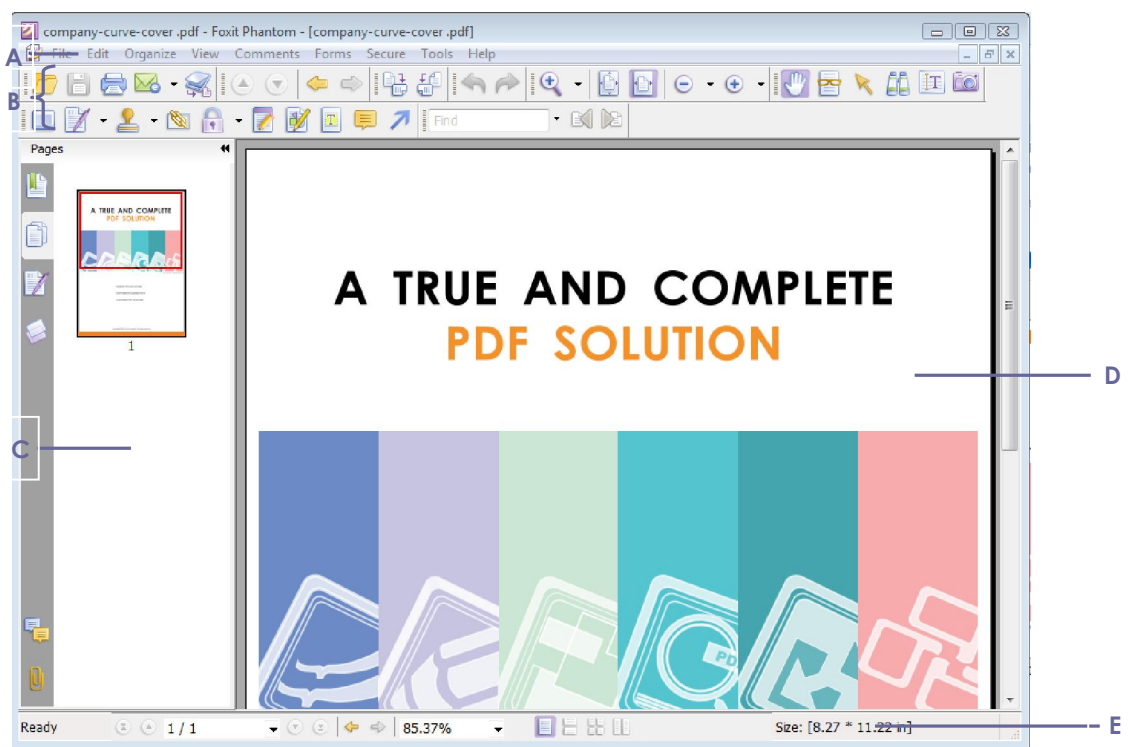 company-curve-cover .pdf - Foxit Phantom - [company-curve-cover .pdf]
A File Edit Organize View Comments Forms Secure Tools Help
B
Find
Pages
A TRUE AND COMPLETE
PDF SOLUTION
1
A TRUE AND COMPLETE
PDF SOLUTION
D
C
PD
Ready 1 / 1 85.37% Size: [8.27 * 11.22 in] E